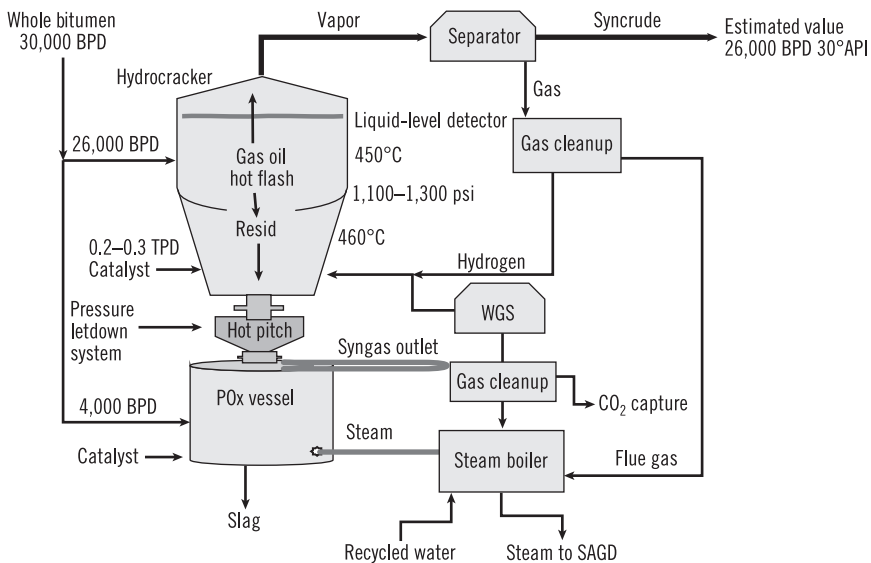 Whole bitumen
30,000 BPD
Vapor
Separator
Syncrude
Estimated value
26,000 BPD 30°API
Hydrocracker
Gas
Liquid-level detector
Gas cleanup
26,000 BPD
Gas oil
hot flash
450°C
1,100–1,300 psi
Resid
460°C
0.2–0.3 TPD
Catalyst
Hydrogen
WGS
Pressure
letdown
system
Hot pitch
Syngas outlet
Gas cleanup
POx vessel
CO₂ capture
4,000 BPD
Steam
Catalyst
Steam boiler
Flue gas
Slag
Recycled water
Steam to SAGD